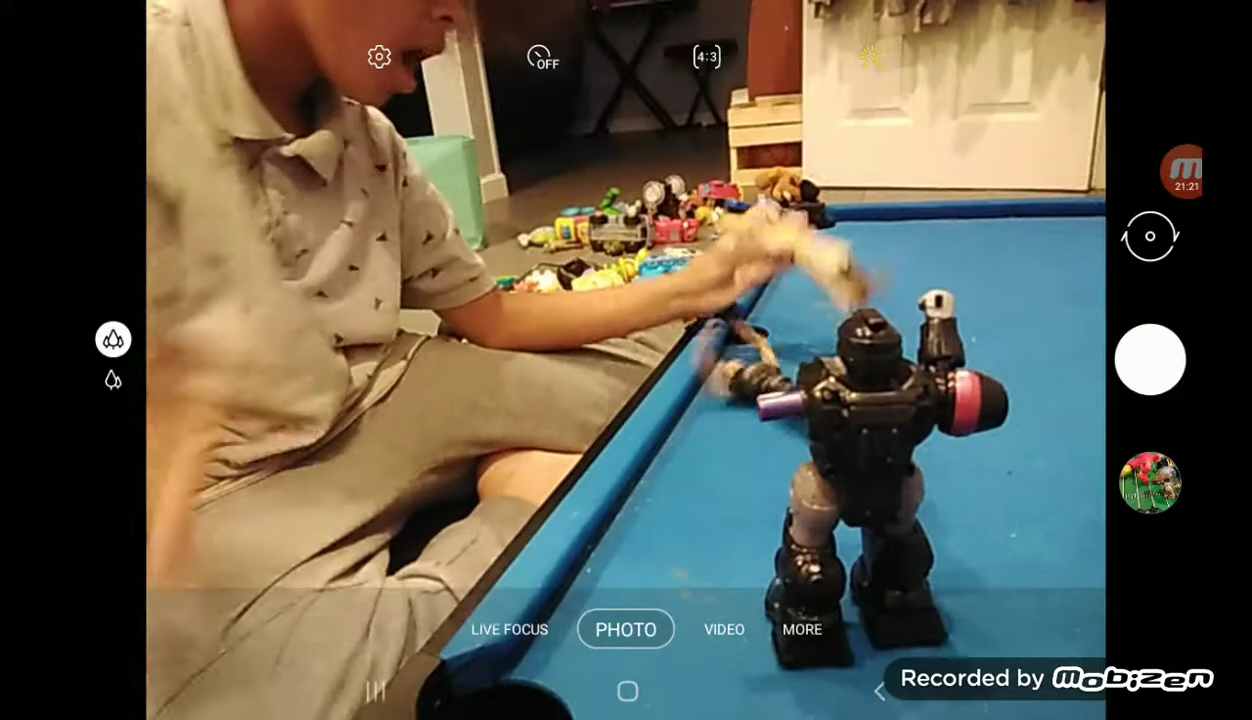 OFF
4:3
21:21
LIVE FOCUS
PHOTO
VIDEO
MORE
Recorded by mobizen